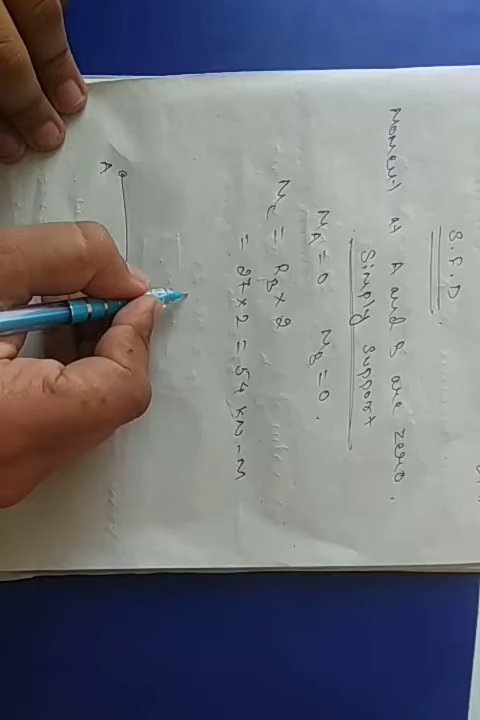 S.F.D.
Moment at A and B are zero.
Simply support
MA = 0 MB = 0.
Mc = RB × 2
= 27 × 2 = 54 kN-M
A